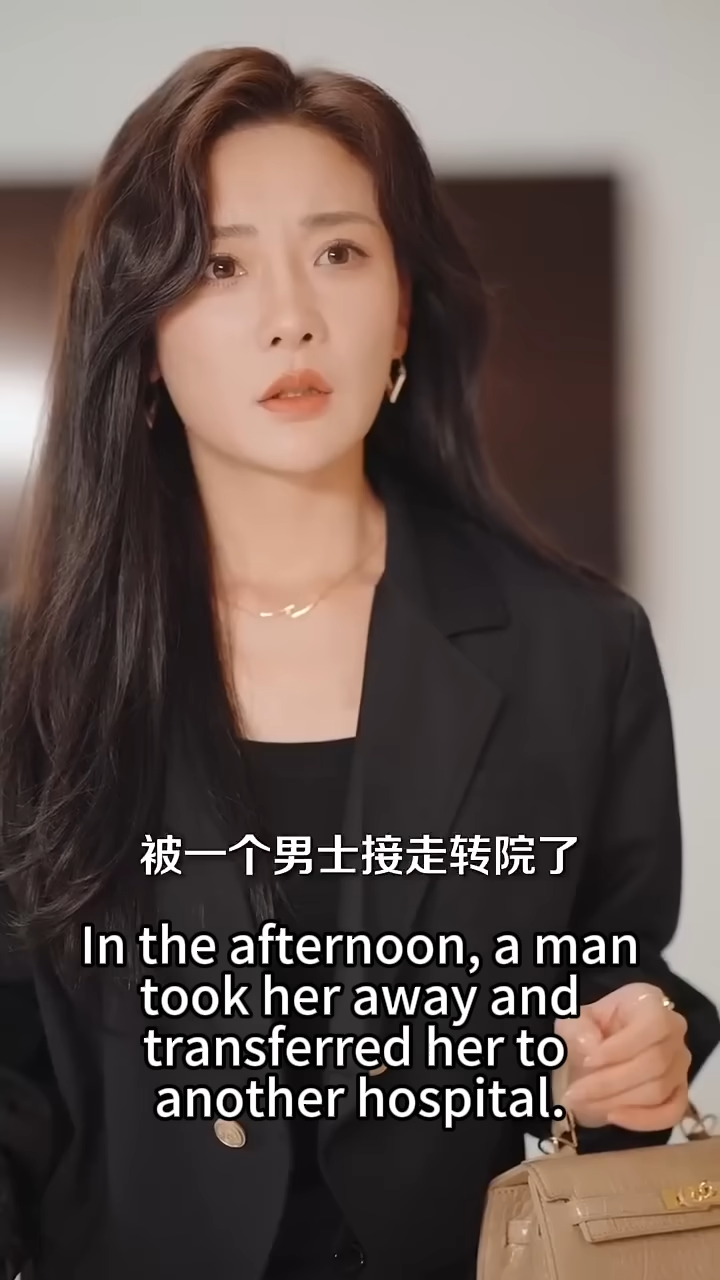 被一个男士接走转院了
In the afternoon, a man
took her away and
transferred her to
another hospital.